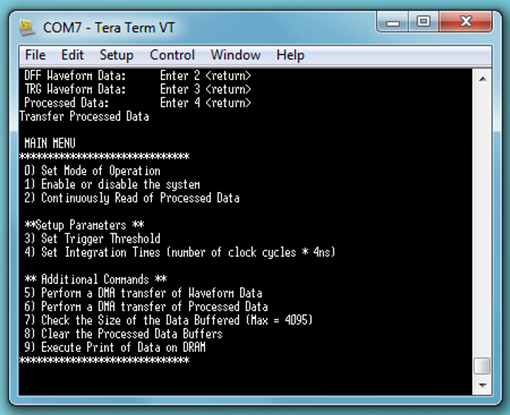 COM7 - Tera Term VT
File Edit Setup Control Window Help
DFF Waveform Data: Enter 2 <return>
TRG Waveform Data: Enter 3 <return>
Processed Data: Enter 4 <return>
Transfer Processed Data
MAIN MENU
*******************************
0) Set Mode of Operation
1) Enable or disable the system
2) Continuously Read of Processed Data
**Setup Parameters **
3) Set Trigger Threshold
4) Set Integration Times (number of clock cycles * 4ns)
** Additional Commands **
5) Perform a DMA transfer of Waveform Data
6) Perform a DMA transfer of Processed Data
7) Check the Size of the Data Buffered (Max = 4095)
8) Clear the Processed Data Buffers
9) Execute Print of Data on DRAM
*******************************